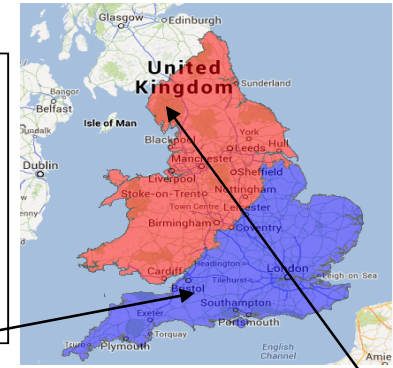 Glasgow
Edinburgh
United
Kingdom
Sunderland
Bangor
Belfast
Isle of Man
Dundalk
Blackpool
York
Leeds
Hull
Manchester
Dublin
Liverpool
Sheffield
Stoke-on-Trent
Nottingham
Town Centre
Leicester
Birmingham
Coventry
Cardiff
Headington
London
Leigh-on-Sea
Tilehurst
Bristol
Southampton
Exeter
Portsmouth
Torquay
Truro
Plymouth
English
Channel
Amie